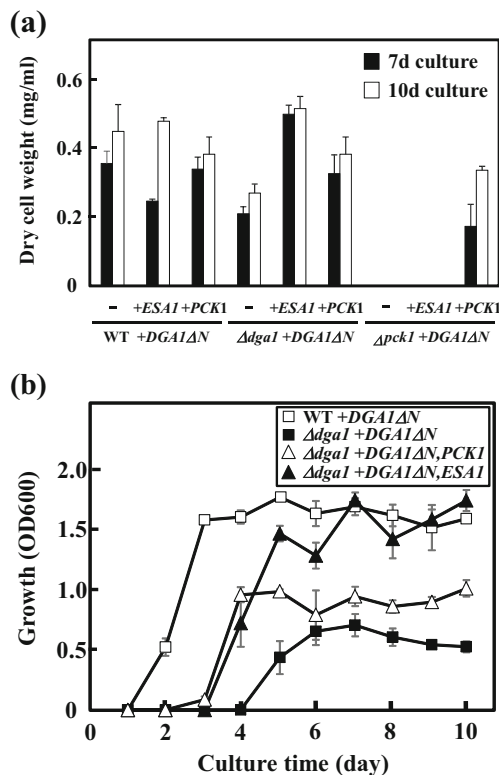 (a)
Dry cell weight (mg/ml)
0.6
0.4
0.2
0
7d culture
10d culture
- +ESA1 +PCK1 - +ESA1 +PCK1 - +ESA1 +PCK1
WT +DGA1ΔN Δdga1 +DGA1ΔN Δpck1 +DGA1ΔN
(b)
Growth (OD600)
2.0
1.5
1.0
0.5
0
WT +DGA1ΔN
Δdga1 +DGA1ΔN
Δdga1 +DGA1ΔN,PCK1
Δdga1 +DGA1ΔN,ESA1
0 2 4 6 8 10
Culture time (day)